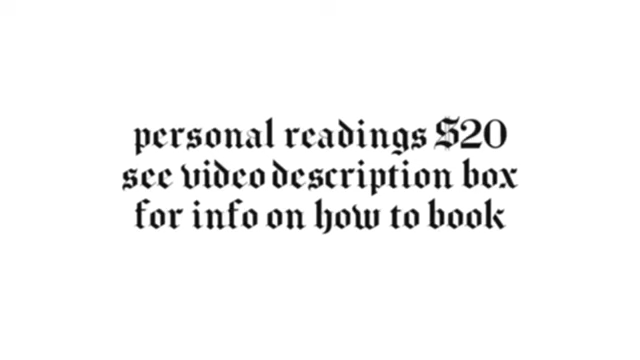 personal readings $20
see video description box
for info on how to book